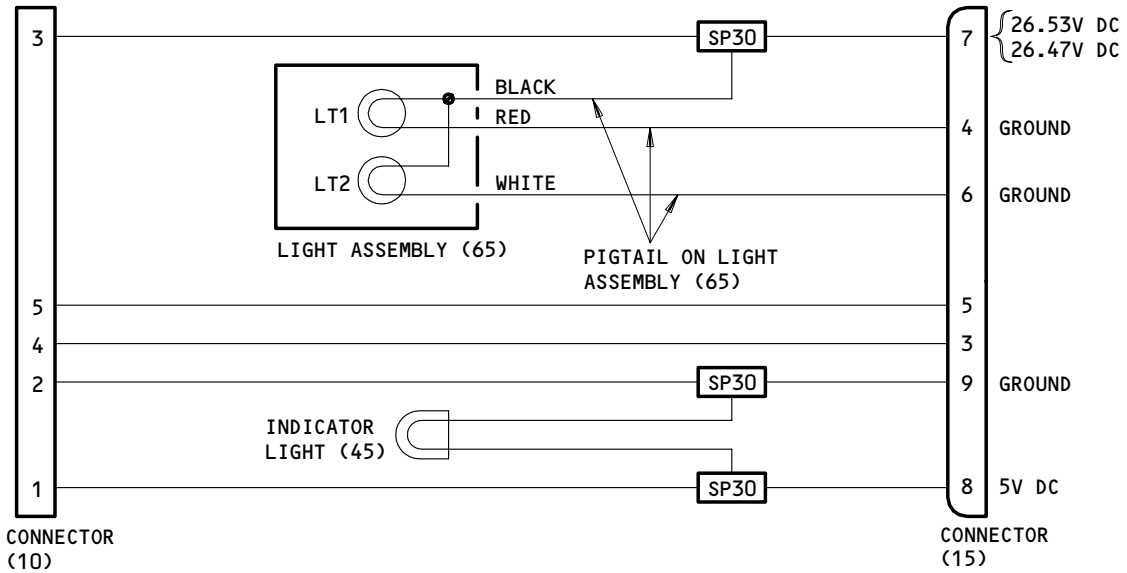 3
SP30
7
26.53V DC
26.47V DC
BLACK
LT1
RED
4
GROUND
LT2
WHITE
6
GROUND
LIGHT ASSEMBLY (65)
PIGTAIL ON LIGHT
ASSEMBLY (65)
5
5
4
3
2
SP30
9
GROUND
INDICATOR
LIGHT (45)
1
SP30
8
5V DC
CONNECTOR
(10)
CONNECTOR
(15)